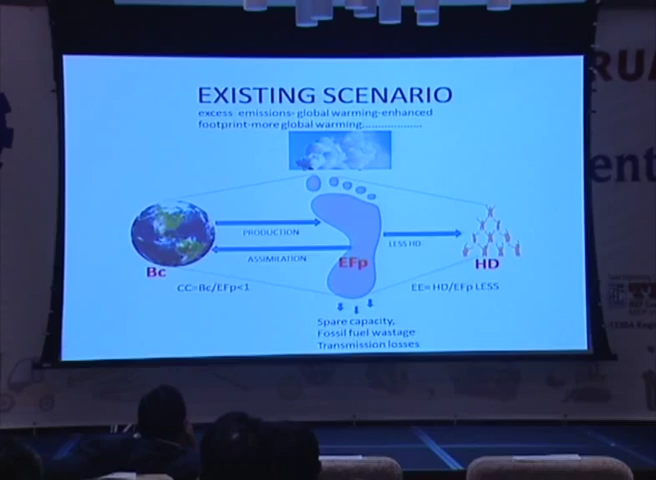 EXISTING SCENARIO
excess emissions- global warming-enhanced
footprint-more global warming...................
PRODUCTION
LESS HD
ASSIMILATION
EFp
Bc
HD
CC=Bc/EFp<1
EE= HD/EFp LESS
Spare capacity,
Fossil fuel wastage
Transmission losses